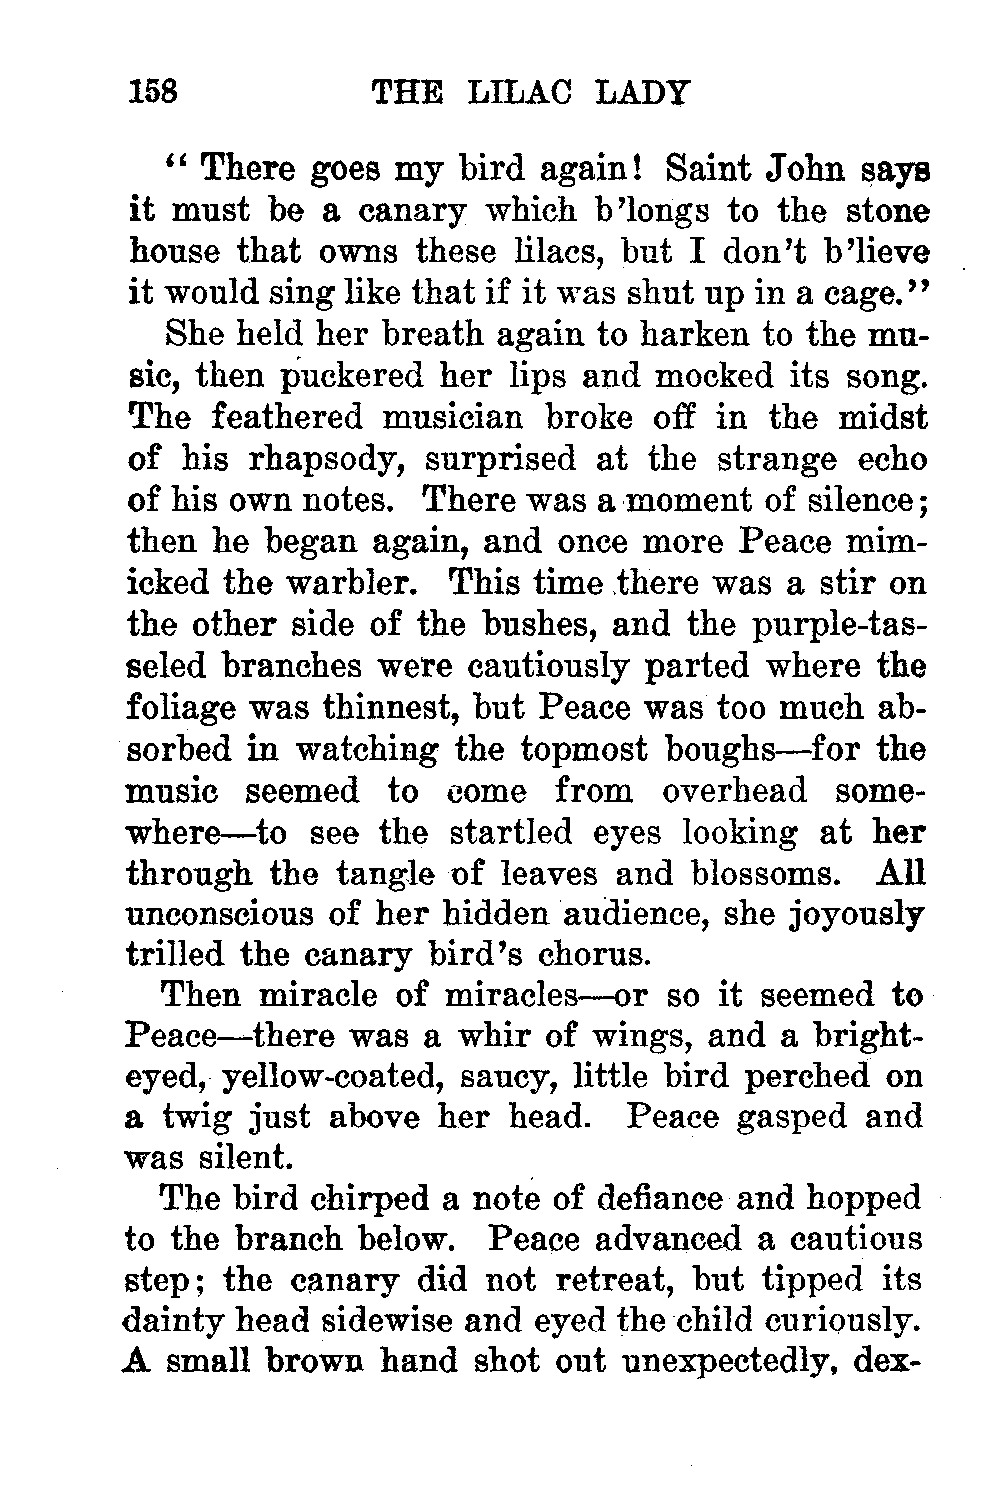 158 THE LILAC LADY
“ There goes my bird again! Saint John says
it must be a canary which b’longs to the stone
house that owns these lilacs, but I don’t b’lieve
it would sing like that if it was shut up in a cage.”
She held her breath again to harken to the mu-
sic, then puckered her lips and mocked its song.
The feathered musician broke off in the midst
of his rhapsody, surprised at the strange echo
of his own notes. There was a moment of silence;
then he began again, and once more Peace mim-
icked the warbler. This time there was a stir on
the other side of the bushes, and the purple-tas-
seled branches were cautiously parted where the
foliage was thinnest, but Peace was too much ab-
sorbed in watching the topmost boughs—for the
music seemed to come from overhead some-
where—to see the startled eyes looking at her
through the tangle of leaves and blossoms. All
unconscious of her hidden audience, she joyously
trilled the canary bird’s chorus.
Then miracle of miracles—or so it seemed to
Peace—there was a whir of wings, and a bright-
eyed, yellow-coated, saucy, little bird perched on
a twig just above her head. Peace gasped and
was silent.
The bird chirped a note of defiance and hopped
to the branch below. Peace advanced a cautious
step; the canary did not retreat, but tipped its
dainty head sidewise and eyed the child curiously.
A small brown hand shot out unexpectedly, dex-